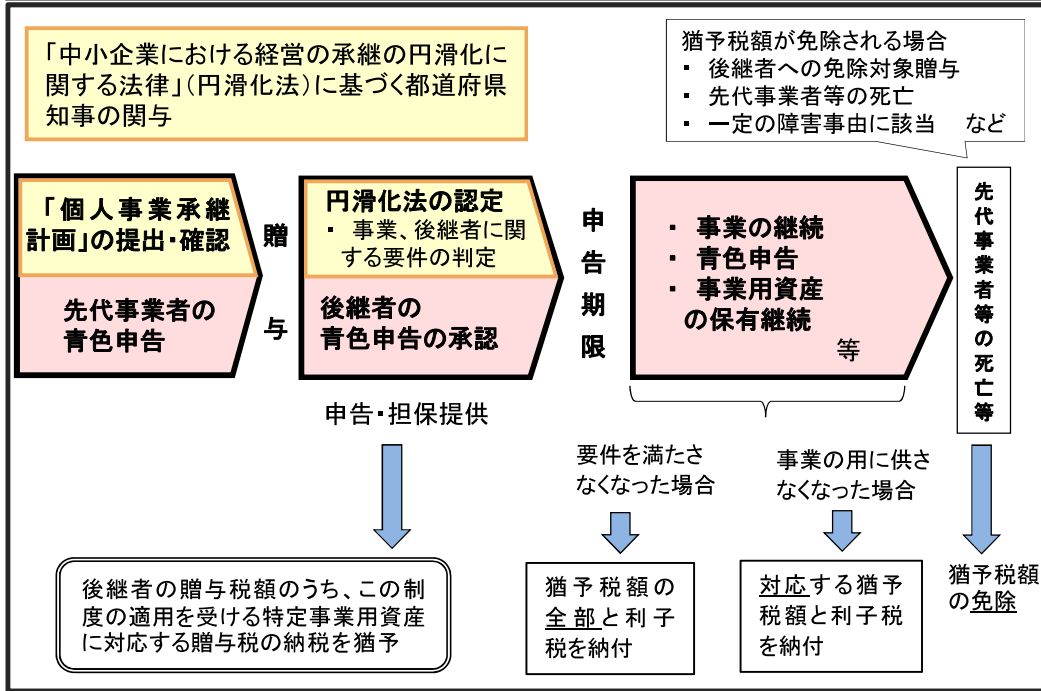 「中小企業における経営の承継の円滑化に
関する法律」（円滑化法）に基づく都道府県
知事の関与
猶予税額が免除される場合
・ 後継者への免除対象贈与
・ 先代事業者等の死亡
・ 一定の障害事由に該当 など
「個人事業承継
計画」の提出・確認
先代事業者の
青色申告
贈与
円滑化法の認定
・ 事業、後継者に関
する要件の判定
後継者の
青色申告の承認
申告期限
・ 事業の継続
・ 青色申告
・ 事業用資産
の保有継続
等
先代事業者等の死亡等
申告・担保提供
要件を満たさ
なくなった場合
事業の用に供さ
なくなった場合
後継者の贈与税額のうち、この制
度の適用を受ける特定事業用資産
に対応する贈与税の納税を猶予
猶予税額の
全部と利子
税を納付
対応する猶予
税額と利子税
を納付
猶予税額
の免除